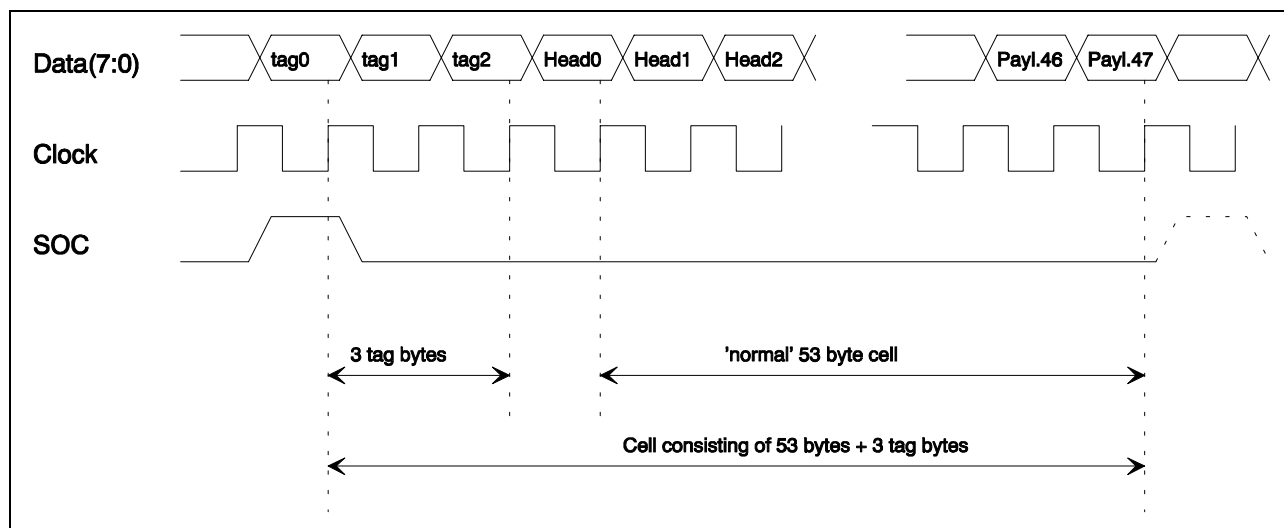 Data(7:0) tag0 tag1 tag2 Head0 Head1 Head2 Payl.46 Payl.47
Clock
SOC
3 tag bytes 'normal' 53 byte cell
Cell consisting of 53 bytes + 3 tag bytes